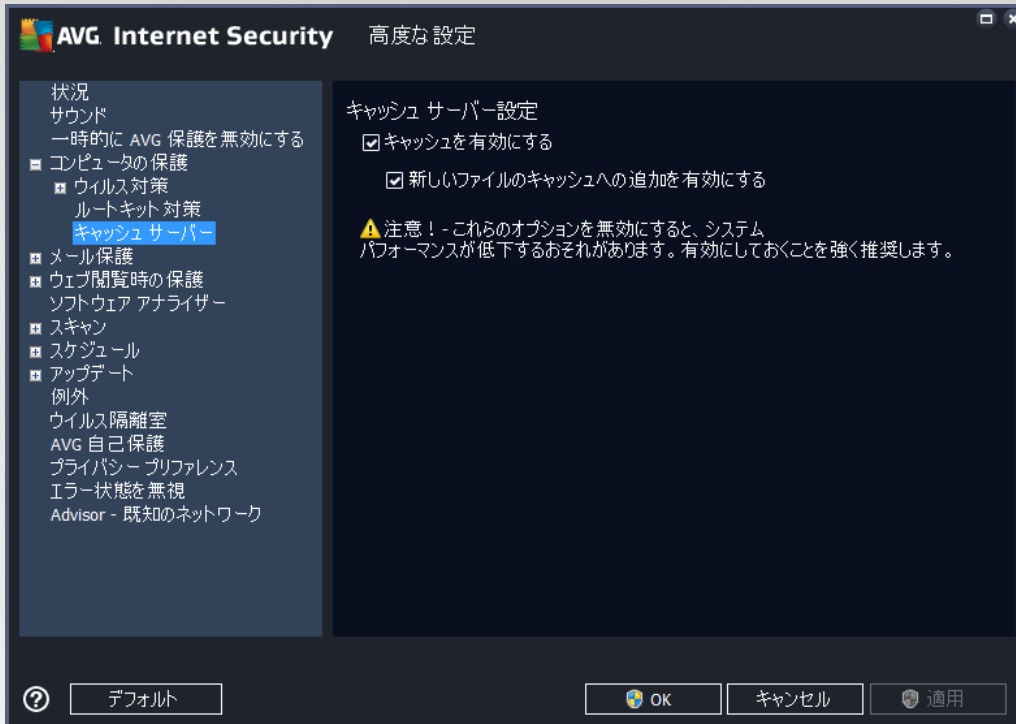 AVG. Internet Security 高度な設定
状況
サウンド
一時的に AVG 保護を無効にする
コンピュータの保護
ウィルス対策
ルートキット対策
キャッシュ サーバー
メール保護
ウェブ閲覧時の保護
ソフトウェア アナライザー
スキャン
スケジュール
アップデート
例外
ウイルス隔離室
AVG 自己保護
プライバシー プリファレンス
エラー状態を無視
Advisor - 既知のネットワーク
キャッシュ サーバー設定
キャッシュを有効にする
新しいファイルのキャッシュへの追加を有効にする
注意！-これらのオプションを無効にすると、システム
パフォーマンスが低下するおそれがあります。有効にしておくことを強く推奨します。
デフォルト
OK
キャンセル
適用